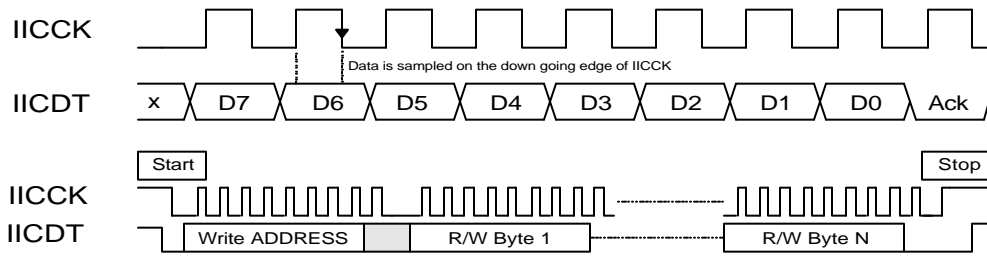 IICCK
Data is sampled on the down going edge of IICCK
IICDT x D7 D6 D5 D4 D3 D2 D1 D0 Ack
Start Stop
IICCK
IICDT Write ADDRESS R/W Byte 1 R/W Byte N